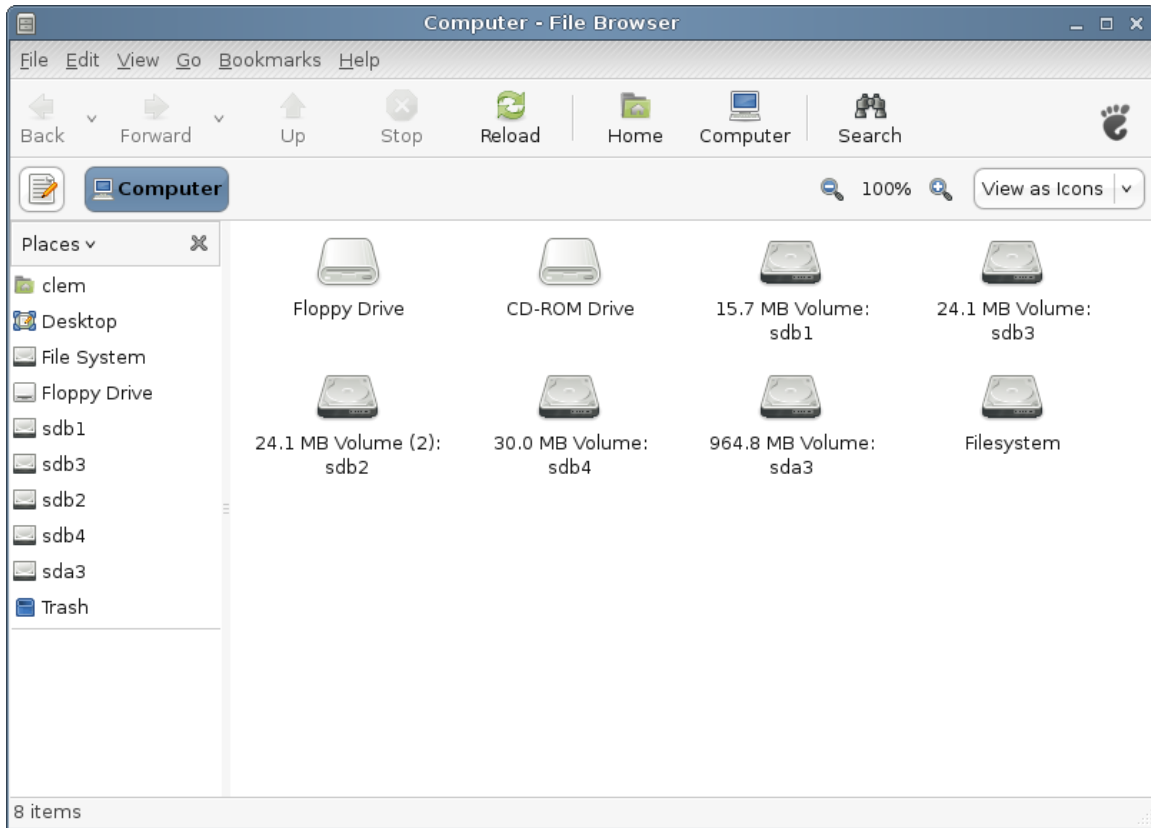 Computer - File Browser
File Edit View Go Bookmarks Help
Back Forward Up Stop Reload Home Computer Search
Computer 100% View as Icons
Places
clem
Desktop
File System
Floppy Drive
sdb1
sdb3
sdb2
sdb4
sda3
Trash
Floppy Drive
CD-ROM Drive
15.7 MB Volume:
sdb1
24.1 MB Volume:
sdb3
24.1 MB Volume (2):
sdb2
30.0 MB Volume:
sdb4
964.8 MB Volume:
sda3
Filesystem
8 items